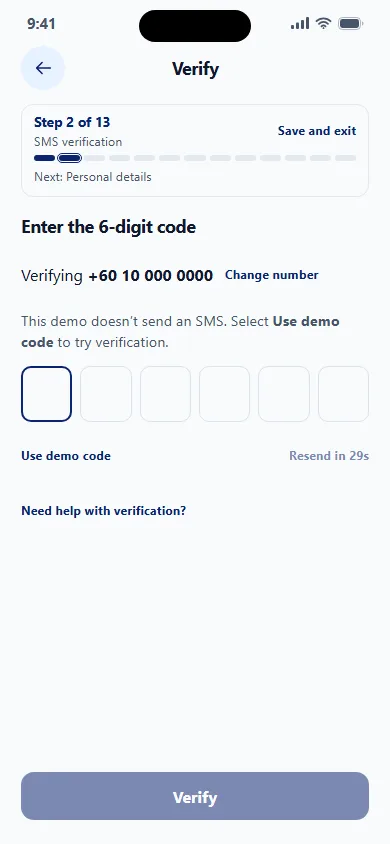 9:41
Verify
Step 2 of 13
Save and exit
SMS verification
Next: Personal details
Enter the 6-digit code
Verifying +60 10 000 0000 Change number
This demo doesn't send an SMS. Select Use demo
code to try verification.
Use demo code
Resend in 29s
Need help with verification?
Verify